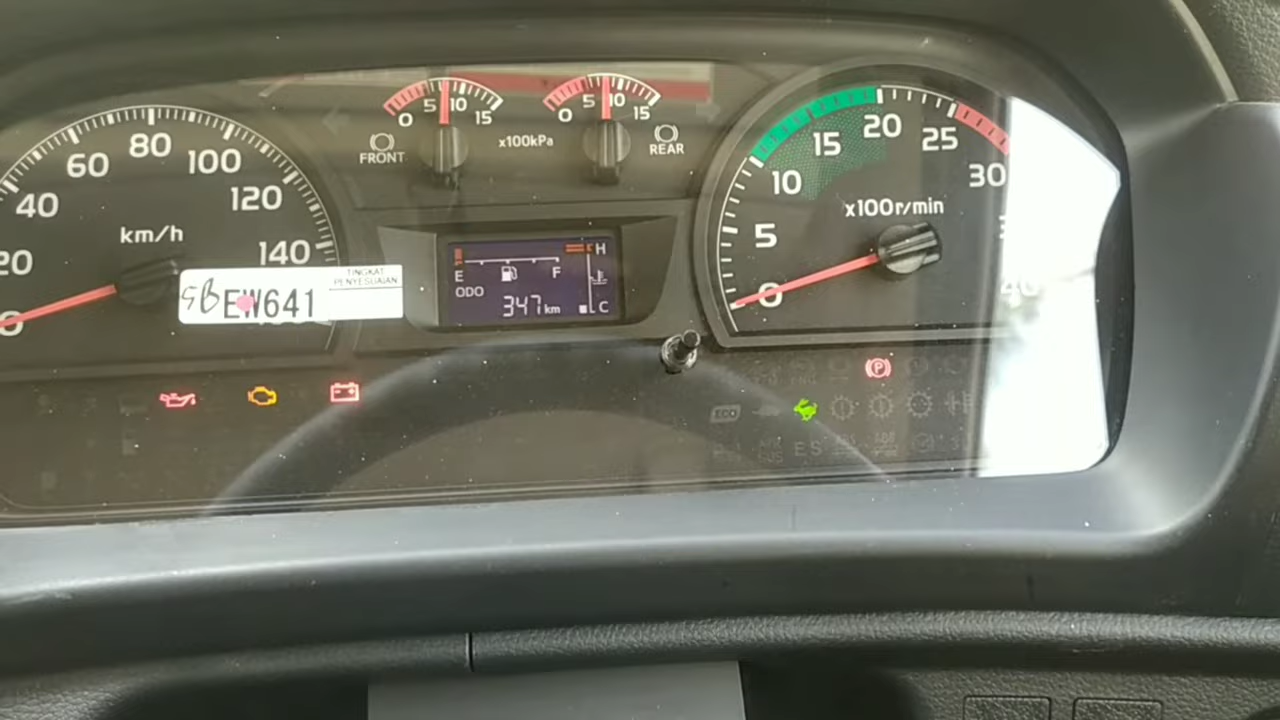 0
20
40
60
80
100
120
140
km/h
0 5 10 15
FRONT
x100kPa
0 5 10 15
REAR
0
5
10
15
20
25
30
x100r/min
E F
H
C
ODO
347 km
TINGKAT
PENYESUAIAN
EW641
P
ECO
ES